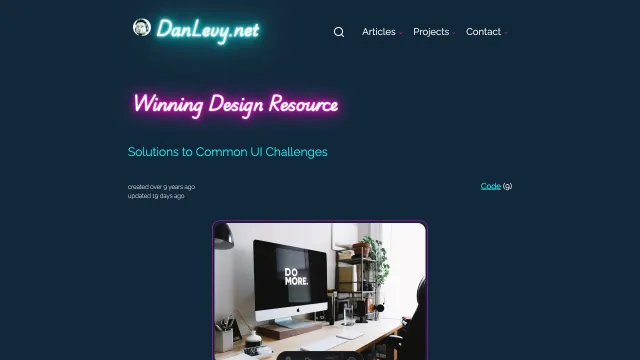 DanLevy.net
Articles
Projects
Contact
Winning Design Resource
Solutions to Common UI Challenges
created over 9 years ago
updated 19 days ago
Code (9)
DO
MORE.